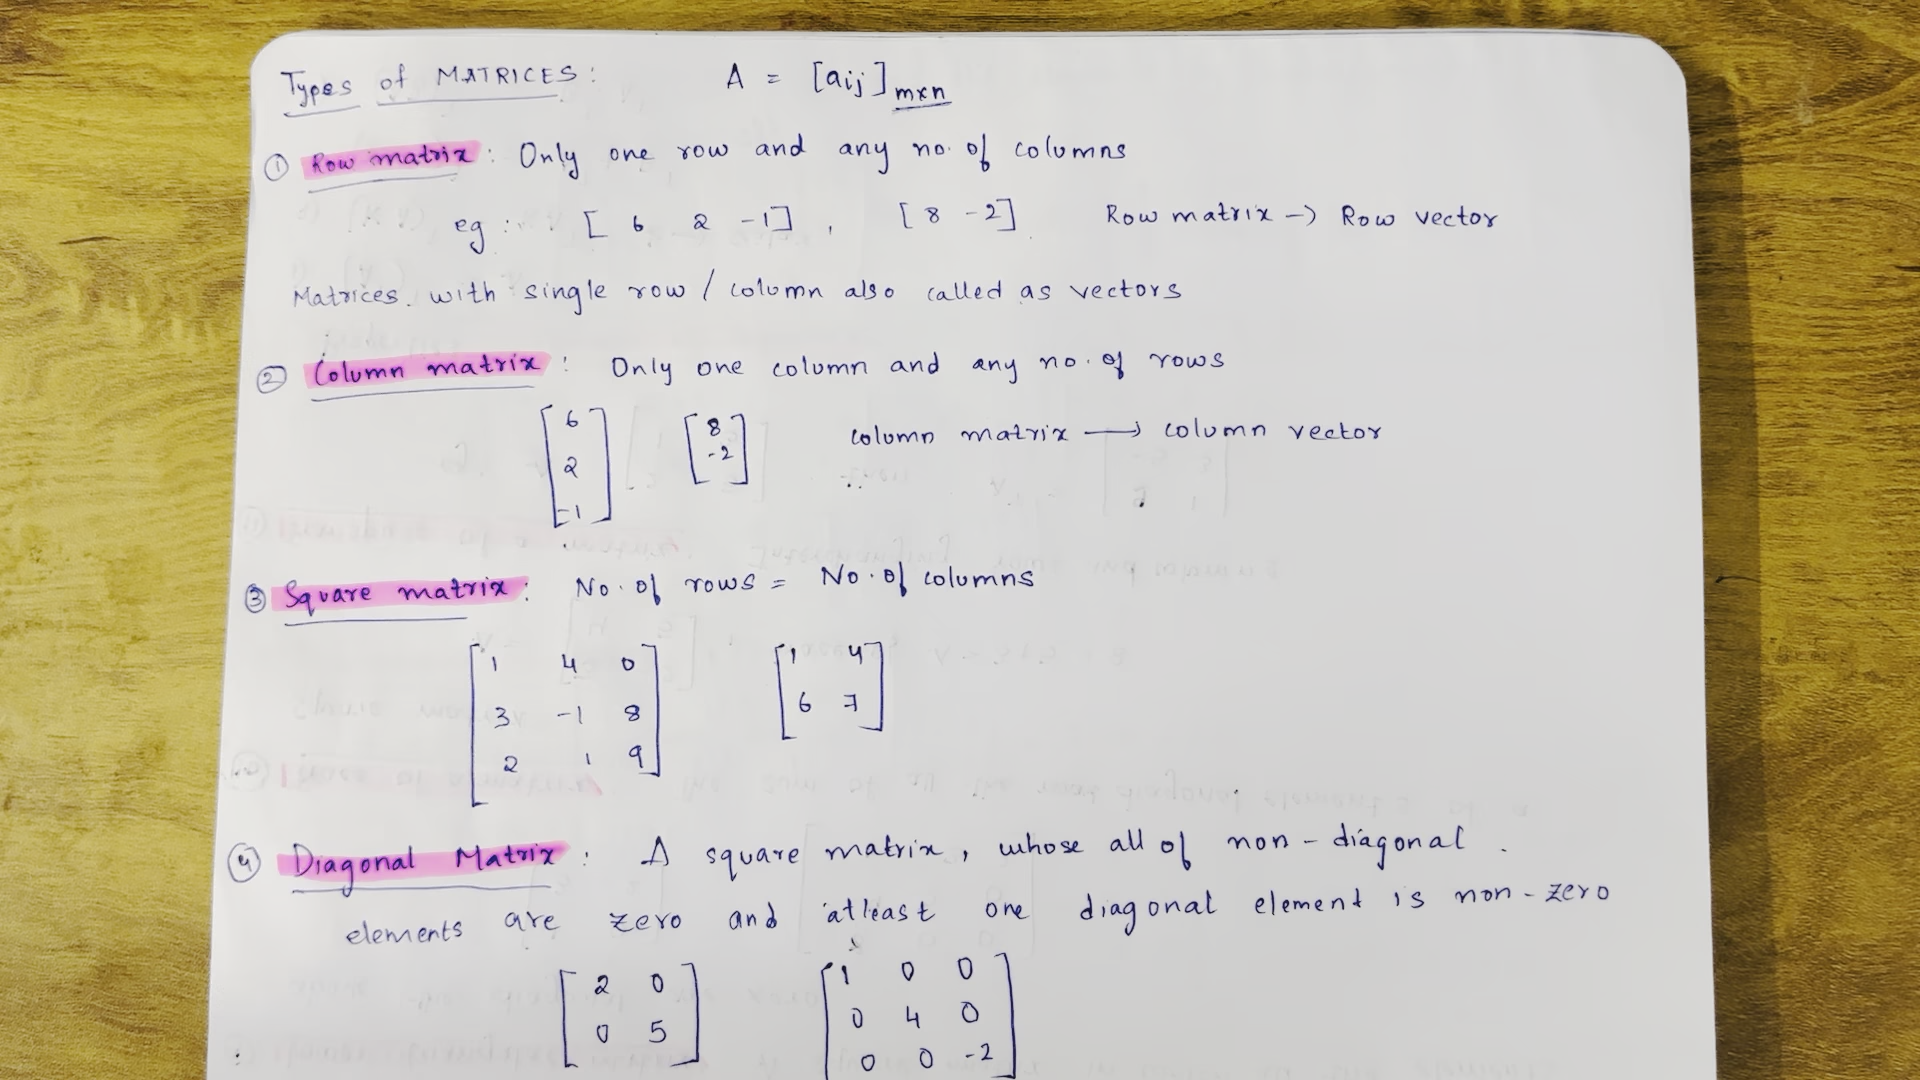 Types of MATRICES : A = [aij] m×n
① Row matrix : Only one row and any no. of columns
eg : [ 6 2 -1 ] , [ 8 -2 ] Row matrix -> Row vector
Matrices with single row / column also called as vectors
② Column matrix : Only one column and any no. of rows
[ 6 [ 8 column matrix → column vector
2 -2 ]
-1 ]
③ Square matrix : No. of rows = No. of columns
[ 1 4 0 [ 1 4
3 -1 8 6 7 ]
2 1 9 ]
④ Diagonal Matrix : A square matrix, whose all of non-diagonal
elements are zero and atleast one diagonal element is non-zero
[ 2 0 [ 1 0 0
0 5 ] 0 4 0
0 0 -2 ]